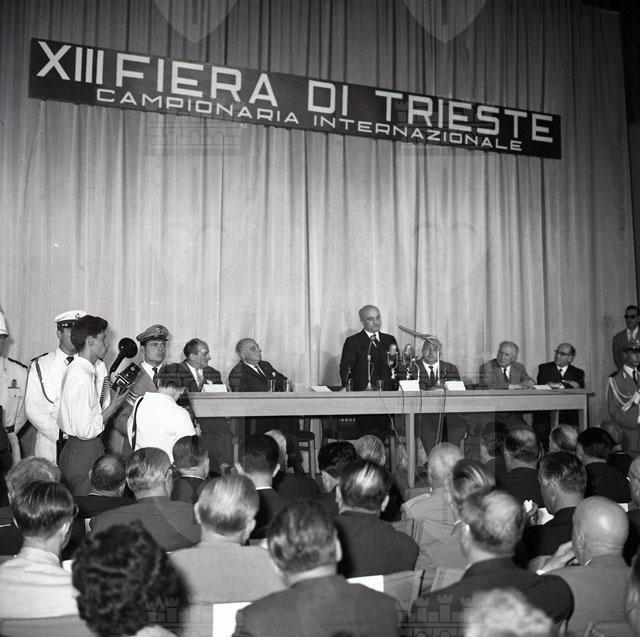 XIII FIERA DI TRIESTE
CAMPIONARIA INTERNAZIONALE